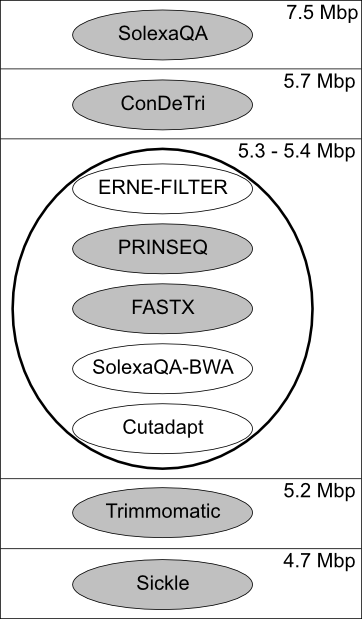 7.5 Mbp
SolexaQA
5.7 Mbp
ConDeTri
5.3 - 5.4 Mbp
ERNE-FILTER
PRINSEQ
FASTX
SolexaQA-BWA
Cutadapt
5.2 Mbp
Trimmomatic
4.7 Mbp
Sickle